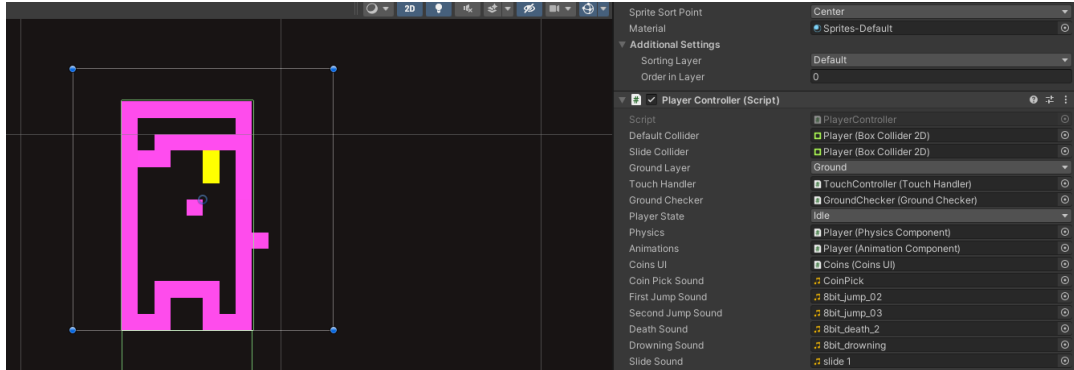 2D
Sprite Sort Point Center
Material Sprites-Default
Additional Settings
Sorting Layer Default
Order in Layer 0
# Player Controller (Script)
Script PlayerController
Default Collider Player (Box Collider 2D)
Slide Collider Player (Box Collider 2D)
Ground Layer Ground
Touch Handler TouchController (Touch Handler)
Ground Checker GroundChecker (Ground Checker)
Player State Idle
Physics Player (Physics Component)
Animations Player (Animation Component)
Coins UI Coins (Coins UI)
Coin Pick Sound CoinPick
First Jump Sound 8bit_jump_02
Second Jump Sound 8bit_jump_03
Death Sound 8bit_death_2
Drowning Sound 8bit_drowning
Slide Sound slide 1